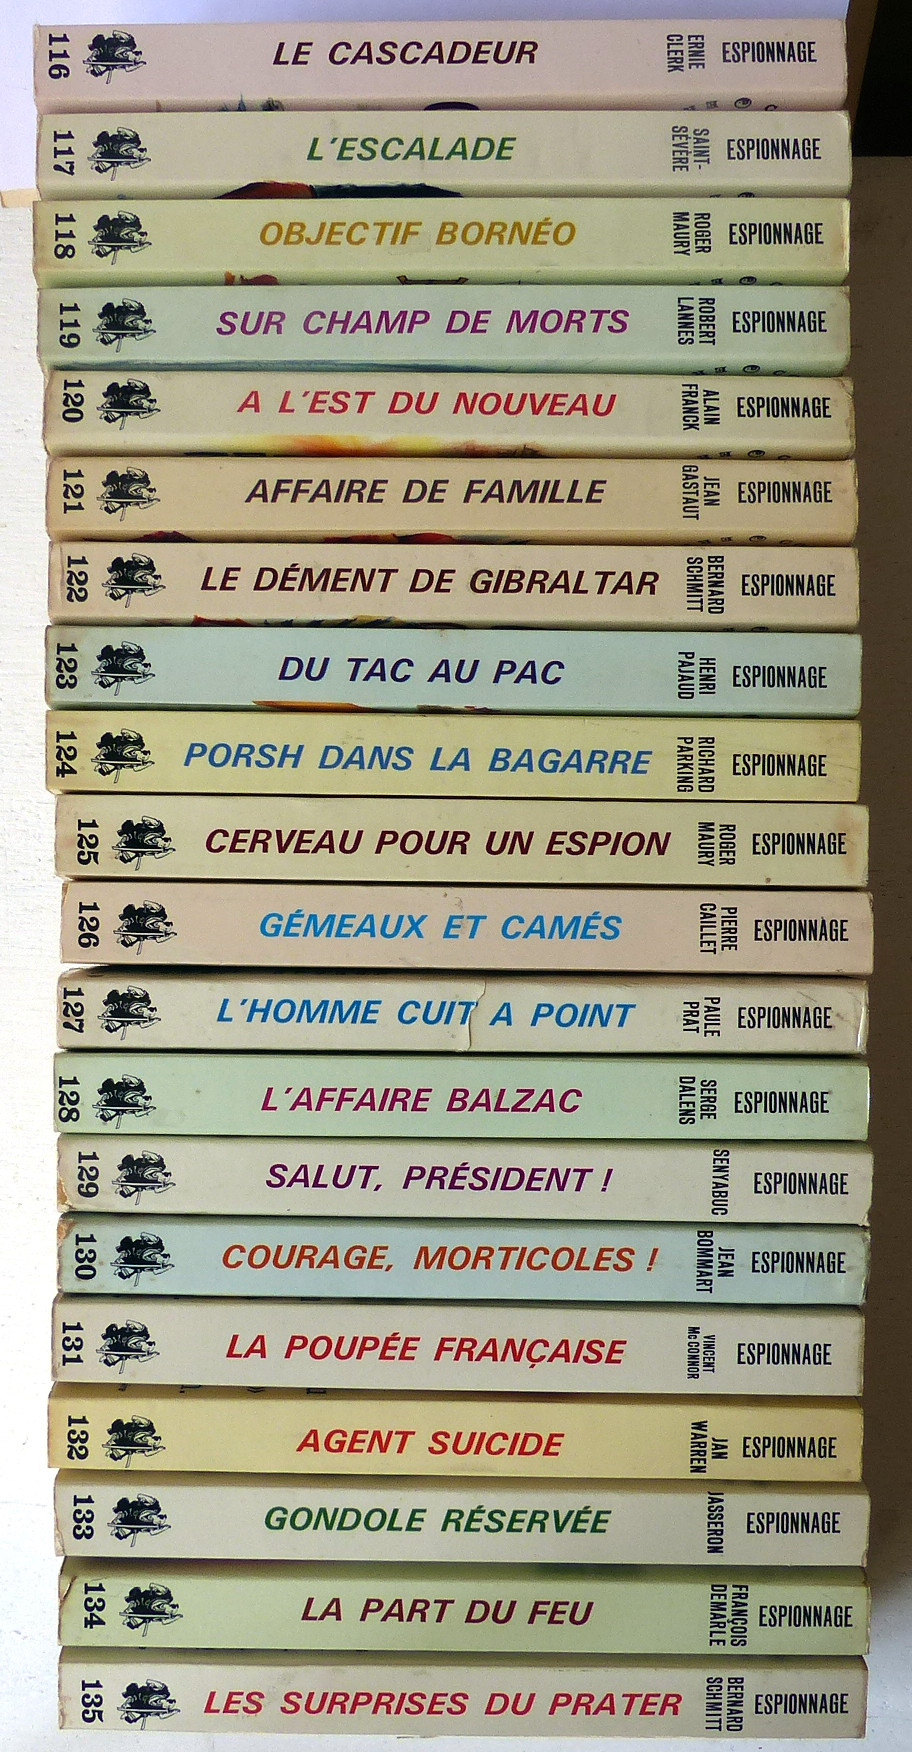 116
LE CASCADEUR
ERNIE
CLERK
ESPIONNAGE
117
L'ESCALADE
SAINT-
SÉVÈRE
ESPIONNAGE
118
OBJECTIF BORNÉO
ROGER
MAURY
ESPIONNAGE
119
SUR CHAMP DE MORTS
ROBERT
LANNES
ESPIONNAGE
120
A L'EST DU NOUVEAU
ALAIN
FRANCK
ESPIONNAGE
121
AFFAIRE DE FAMILLE
JEAN
GASTAUT
ESPIONNAGE
122
LE DÉMENT DE GIBRALTAR
BERNARD
SCHMITT
ESPIONNAGE
123
DU TAC AU PAC
HENRI
PAJAUD
ESPIONNAGE
124
PORSH DANS LA BAGARRE
RICHARD
PARKING
ESPIONNAGE
125
CERVEAU POUR UN ESPION
ROGER
MAURY
ESPIONNAGE
126
GÉMEAUX ET CAMÉS
PIERRE
CAILLET
ESPIONNAGE
127
L'HOMME CUIT A POINT
PAULE
PRAT
ESPIONNAGE
128
L'AFFAIRE BALZAC
SERGE
DALENS
ESPIONNAGE
129
SALUT, PRÉSIDENT !
SENYABUC
ESPIONNAGE
130
COURAGE, MORTICOLES !
JEAN
BOMMART
ESPIONNAGE
131
LA POUPÉE FRANÇAISE
VINCENT
Mc CONNOR
ESPIONNAGE
132
AGENT SUICIDE
JAN
WARREN
ESPIONNAGE
133
GONDOLE RÉSERVÉE
JASSERON
ESPIONNAGE
134
LA PART DU FEU
FRANÇOIS
DEMARLE
ESPIONNAGE
135
LES SURPRISES DU PRATER
BERNARD
SCHMITT
ESPIONNAGE